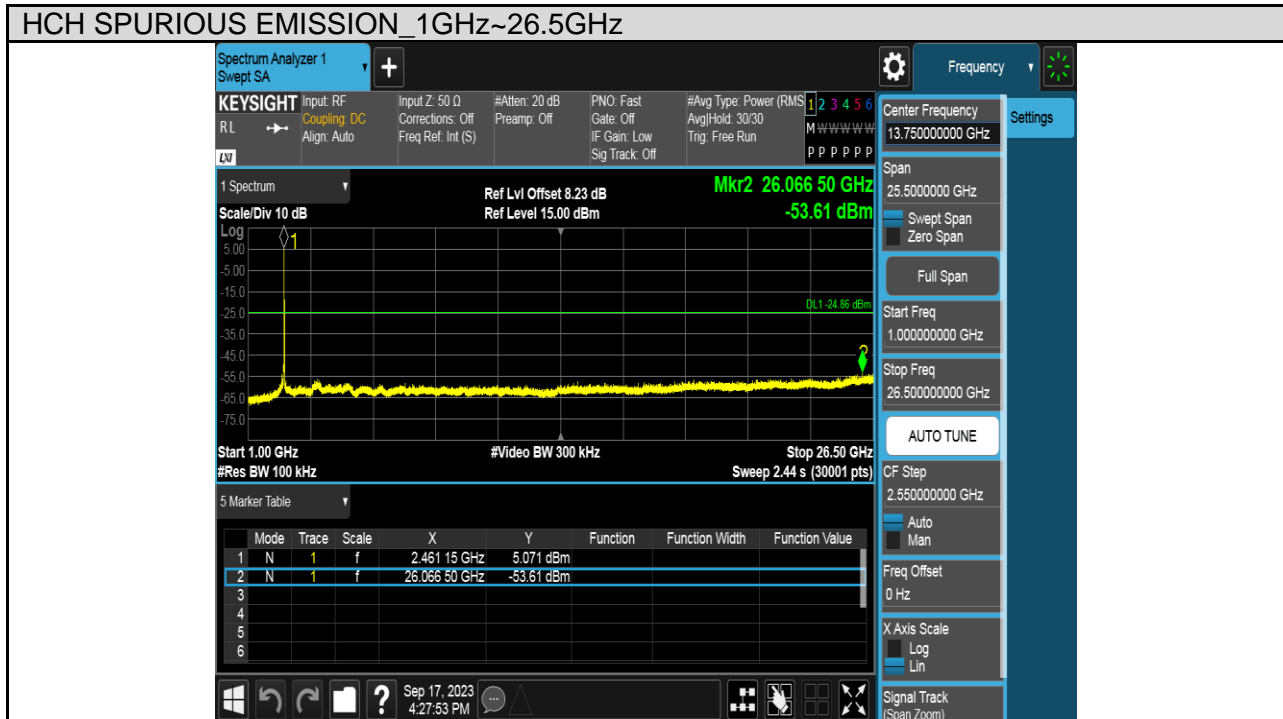 HCH SPURIOUS EMISSION_1GHz~26.5GHz
Spectrum Analyzer 1
Swept SA
Frequency
KEYSIGHT
RL
LXI
Input: RF
Coupling: DC
Align: Auto
Input Z: 50 Ω
Corrections: Off
Freq Ref: Int (S)
#Atten: 20 dB
Preamp: Off
PNO: Fast
Gate: Off
IF Gain: Low
Sig Track: Off
#Avg Type: Power (RMS
Avg|Hold: 30/30
Trig: Free Run
1 2 3 4 5 6
M W W W W W
P P P P P P
1 Spectrum
Scale/Div 10 dB
Ref Lvl Offset 8.23 dB
Ref Level 15.00 dBm
Mkr2 26.066 50 GHz
-53.61 dBm
Log
5.00
-5.00
-15.0
-25.0
-35.0
-45.0
-55.0
-65.0
-75.0
1
DL1 -24.86 dBm
2
Start 1.00 GHz
#Res BW 100 kHz
#Video BW 300 kHz
Stop 26.50 GHz
Sweep 2.44 s (30001 pts)
5 Marker Table
Mode Trace Scale X Y Function Function Width Function Value
1 N 1 f 2.461 15 GHz 5.071 dBm
2 N 1 f 26.066 50 GHz -53.61 dBm
3
4
5
6
Sep 17, 2023
4:27:53 PM
Center Frequency
13.75000000 GHz
Span
25.5000000 GHz
Swept Span
Zero Span
Full Span
Start Freq
1.000000000 GHz
Stop Freq
26.500000000 GHz
AUTO TUNE
CF Step
2.550000000 GHz
Auto
Man
Freq Offset
0 Hz
X Axis Scale
Log
Lin
Signal Track
(Span Zoom)
Settings